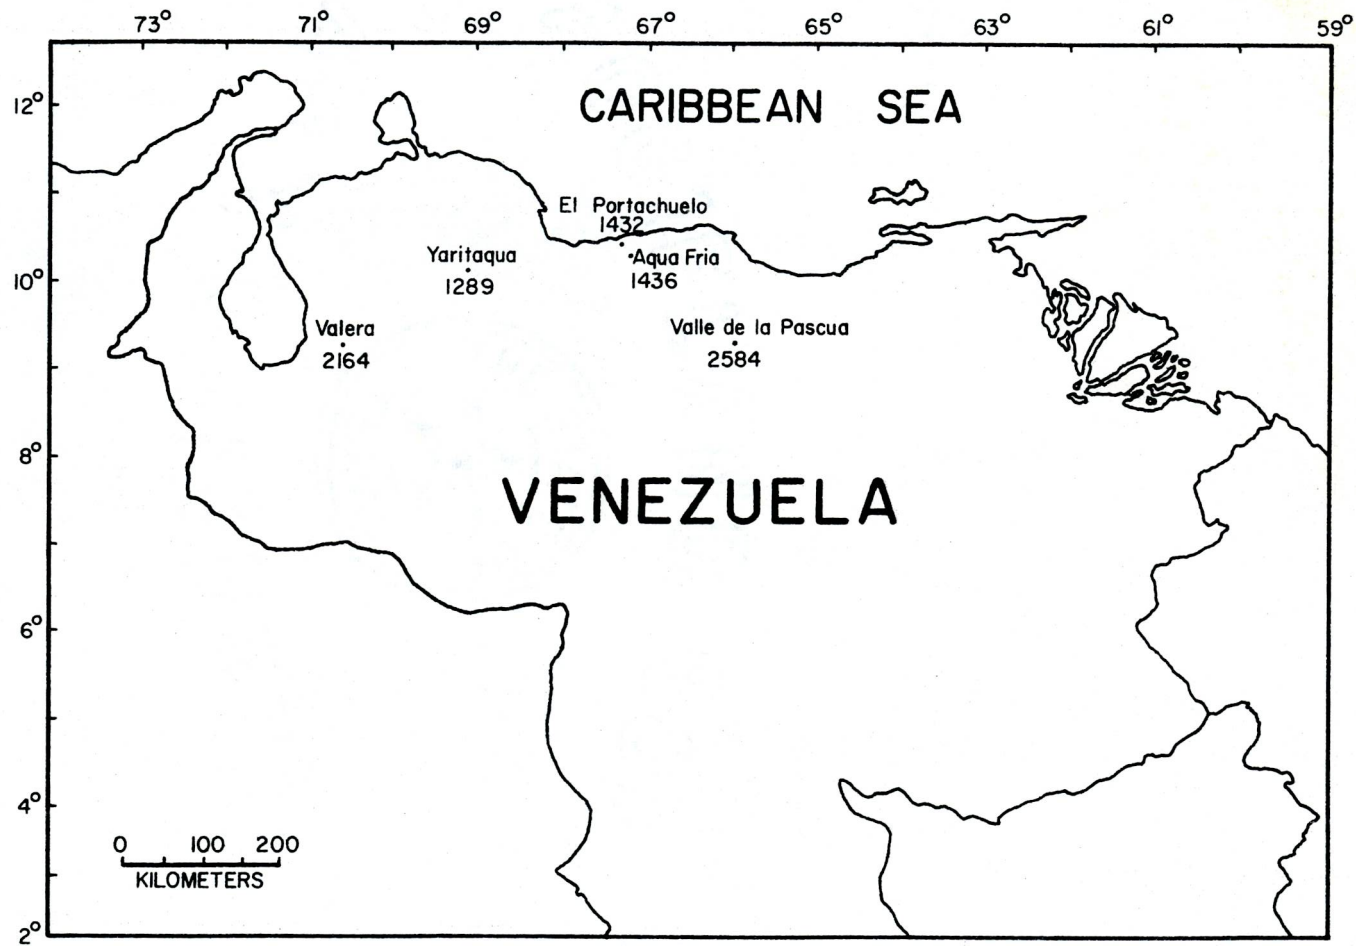 73° 71° 69° 67° 65° 63° 61° 59°
12°
CARIBBEAN SEA
El Portachuelo
1432
Yaritaqua
1289
Aqua Fria
1436
10°
Valera
2164
Valle de la Pascua
2584
8°
VENEZUELA
6°
4°
0 100 200
KILOMETERS
2°